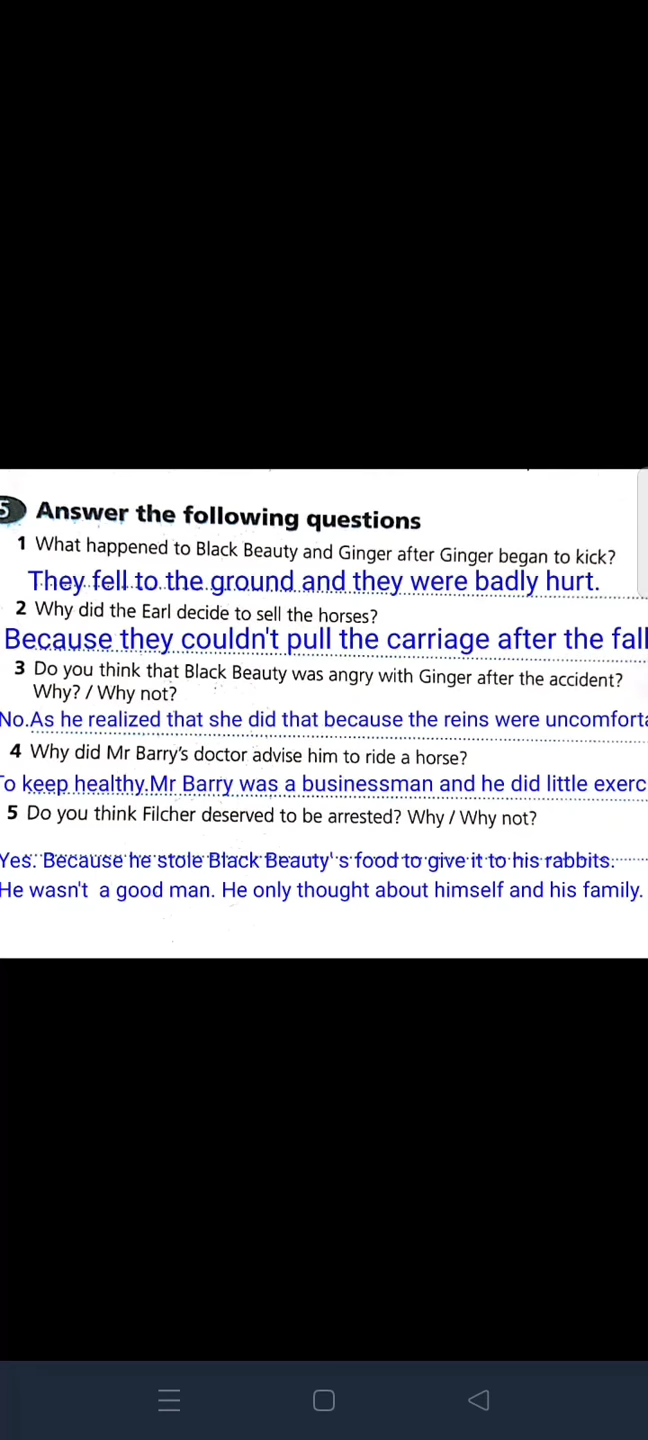 5 Answer the following questions
1 What happened to Black Beauty and Ginger after Ginger began to kick?
They fell to the ground and they were badly hurt.
2 Why did the Earl decide to sell the horses?
Because they couldn't pull the carriage after the fall
3 Do you think that Black Beauty was angry with Ginger after the accident?
Why? / Why not?
No.As he realized that she did that because the reins were uncomforta
4 Why did Mr Barry's doctor advise him to ride a horse?
To keep healthy.Mr Barry was a businessman and he did little exerc
5 Do you think Filcher deserved to be arrested? Why / Why not?
Yes. Because he stole Black Beauty's food to give it to his rabbits.
He wasn't a good man. He only thought about himself and his family.